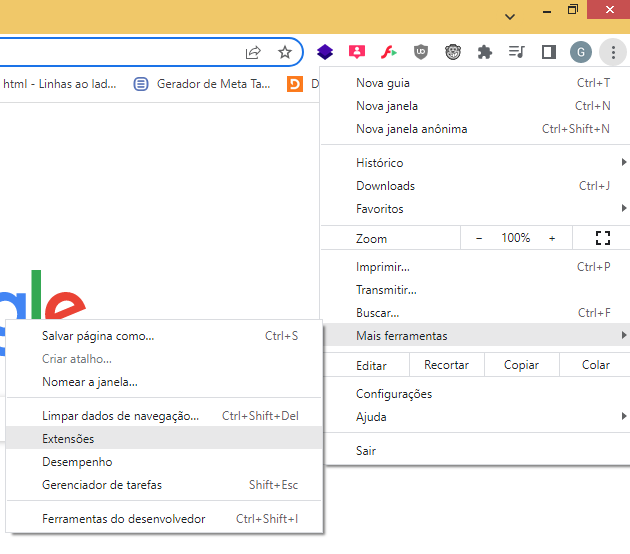 G
html - Linhas ao lad...
Gerador de Meta Ta...
D
Nova guia Ctrl+T
Nova janela Ctrl+N
Nova janela anônima Ctrl+Shift+N
Histórico
Downloads Ctrl+J
Favoritos
Zoom - 100% +
Imprimir... Ctrl+P
Transmitir...
Buscar... Ctrl+F
Mais ferramentas
Editar Recortar Copiar Colar
Configurações
Ajuda
Sair
gle
Salvar página como... Ctrl+S
Criar atalho...
Nomear a janela...
Limpar dados de navegação... Ctrl+Shift+Del
Extensões
Desempenho
Gerenciador de tarefas Shift+Esc
Ferramentas do desenvolvedor Ctrl+Shift+I